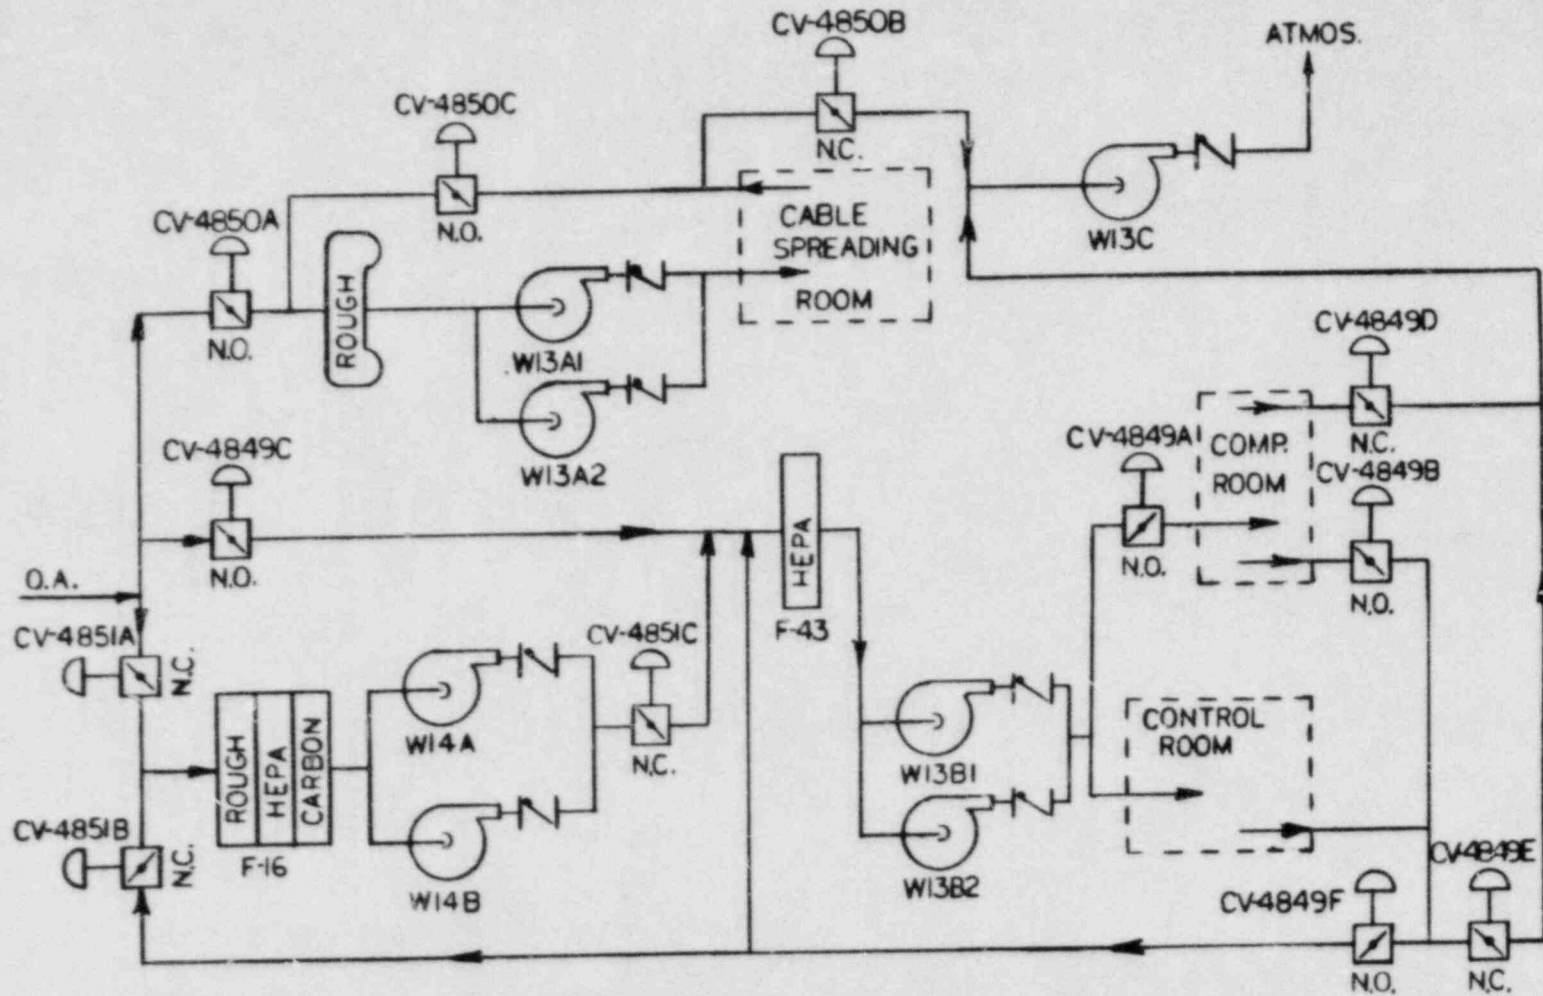 CV-4850B
ATMOS.
CV-4850C
N.C.
CV-4850A
N.O.
CABLE
SPREADING
ROOM
W13C
ROUGH
N.O.
W13A1
CV-4849D
W13A2
CV-4849C
N.O.
HEPA
F-43
CV-4849A
N.O.
COMP.
ROOM
N.C.
CV-4849B
N.O.
O.A.
CV-4851A
N.C.
CV-4851C
N.C.
ROUGH
HEPA
CARBON
F-16
W14A
W14B
CV-4851B
N.C.
W13B1
W13B2
CONTROL
ROOM
CV-4849E
CV-4849F
N.O.
N.C.